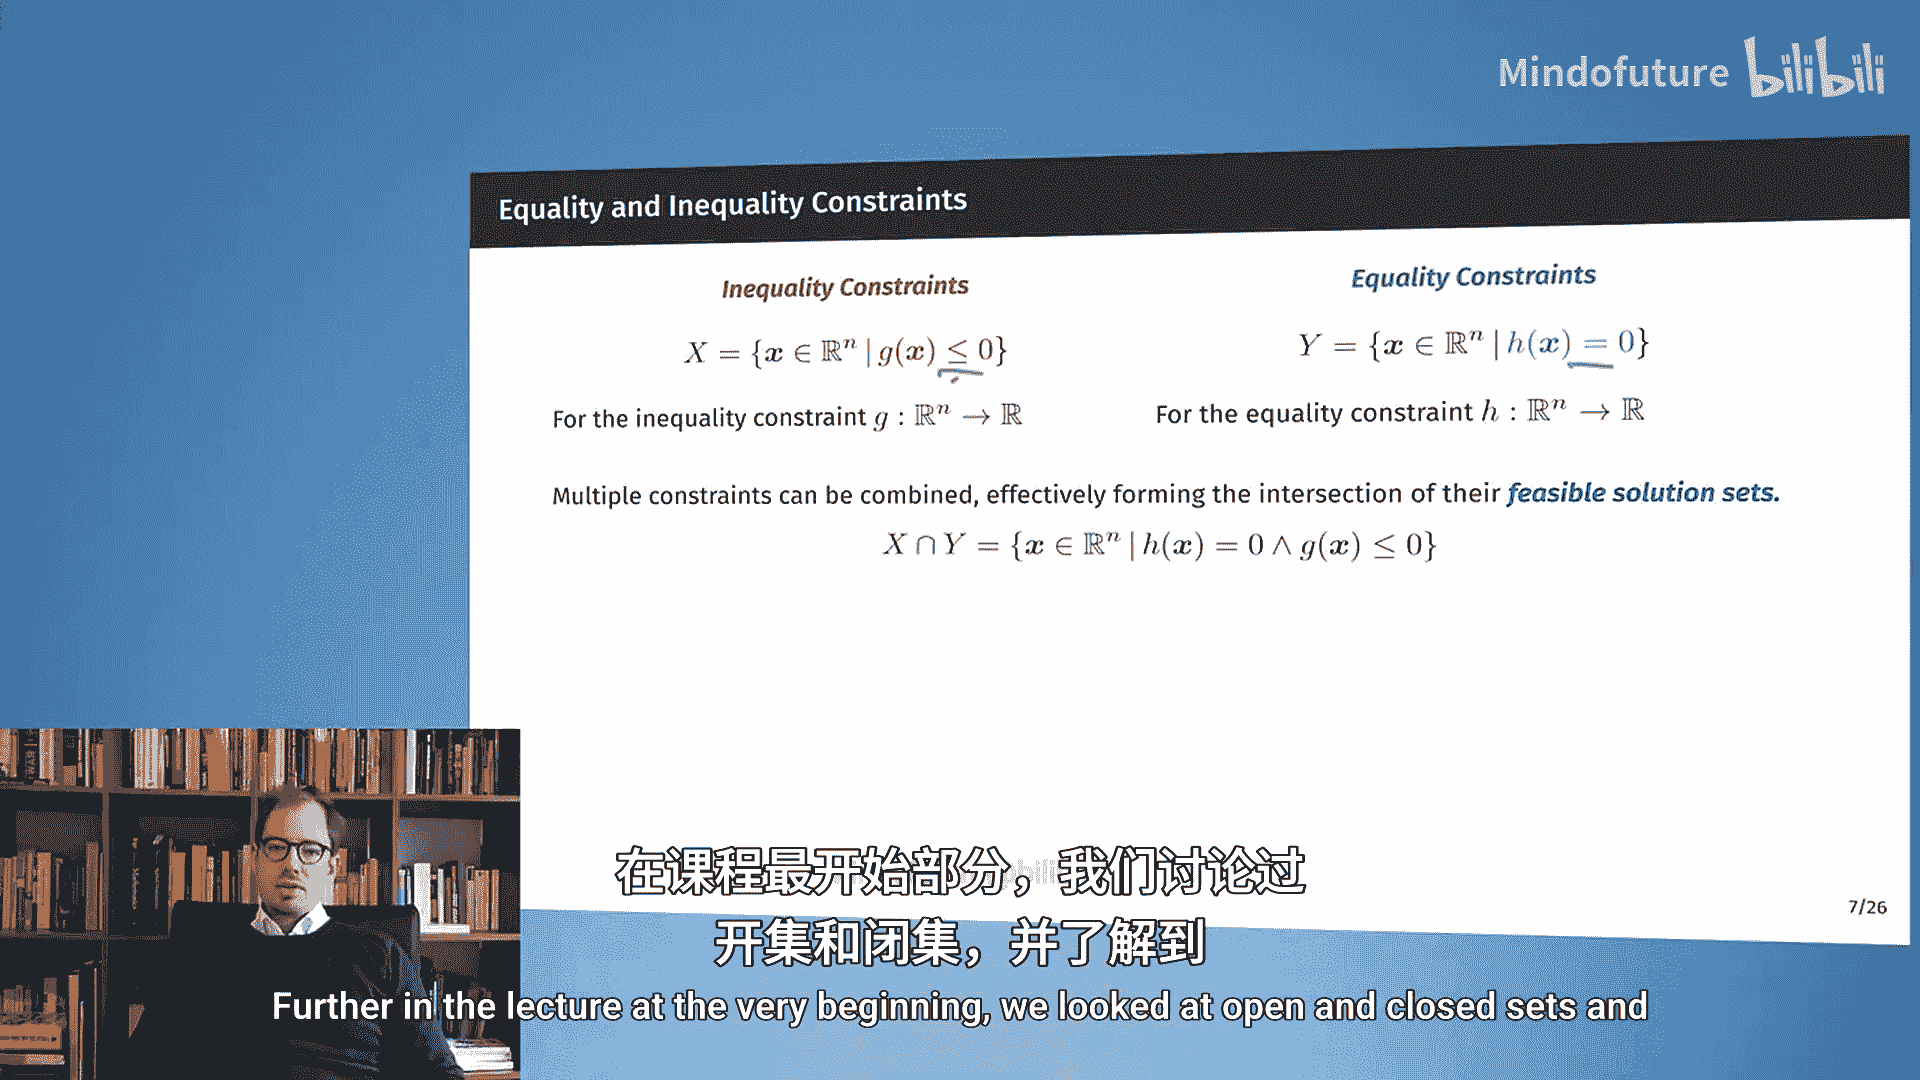 Mindofuture bilibili
Equality and Inequality Constraints
Inequality Constraints
X = {x ∈ ℝⁿ | g(x) ≤ 0}
For the inequality constraint g : ℝⁿ → ℝ
Equality Constraints
Y = {x ∈ ℝⁿ | h(x) = 0}
For the equality constraint h : ℝⁿ → ℝ
Multiple constraints can be combined, effectively forming the intersection of their feasible solution sets.
X ∩ Y = {x ∈ ℝⁿ | h(x) = 0 ∧ g(x) ≤ 0}
7/26
在课程最开始部分，我们讨论过
开集和闭集，并了解到
Further in the lecture at the very beginning, we looked at open and closed sets and